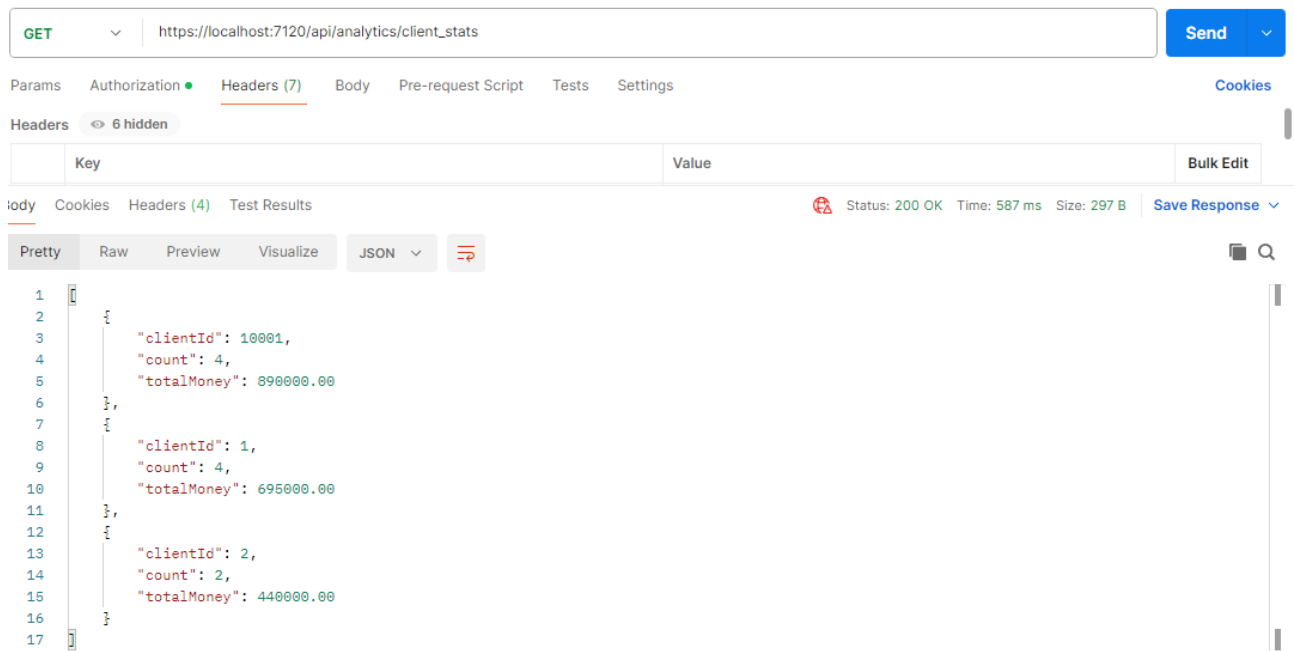 GET https://localhost:7120/api/analytics/client_stats Send
Params Authorization Headers (7) Body Pre-request Script Tests Settings Cookies
Headers 6 hidden
Key Value Bulk Edit
Body Cookies Headers (4) Test Results Status: 200 OK Time: 587 ms Size: 297 B Save Response
Pretty Raw Preview Visualize JSON
1 [
2 {
3 "clientId": 10001,
4 "count": 4,
5 "totalMoney": 890000.00
6 },
7 {
8 "clientId": 1,
9 "count": 4,
10 "totalMoney": 695000.00
11 },
12 {
13 "clientId": 2,
14 "count": 2,
15 "totalMoney": 440000.00
16 }
17 ]